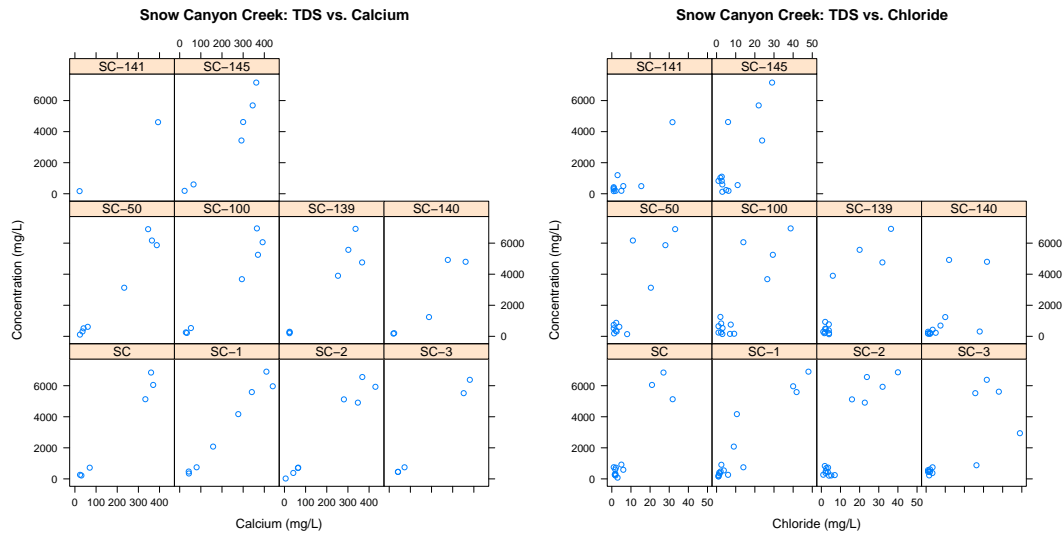 Snow Canyon Creek: TDS vs. Calcium
0 100 200 300 400
SC−141 SC−145
6000
4000
2000
0
SC−50 SC−100 SC−139 SC−140
6000
4000
2000
0
SC SC−1 SC−2 SC−3
6000
4000
2000
0
0 100 200 300 400
0 100 200 300 400
Concentration (mg/L)
Calcium (mg/L)
Snow Canyon Creek: TDS vs. Chloride
0 10 20 30 40 50
SC−141 SC−145
6000
4000
2000
0
SC−50 SC−100 SC−139 SC−140
6000
4000
2000
0
SC SC−1 SC−2 SC−3
6000
4000
2000
0
0 10 20 30 40 50
0 10 20 30 40 50
Concentration (mg/L)
Chloride (mg/L)